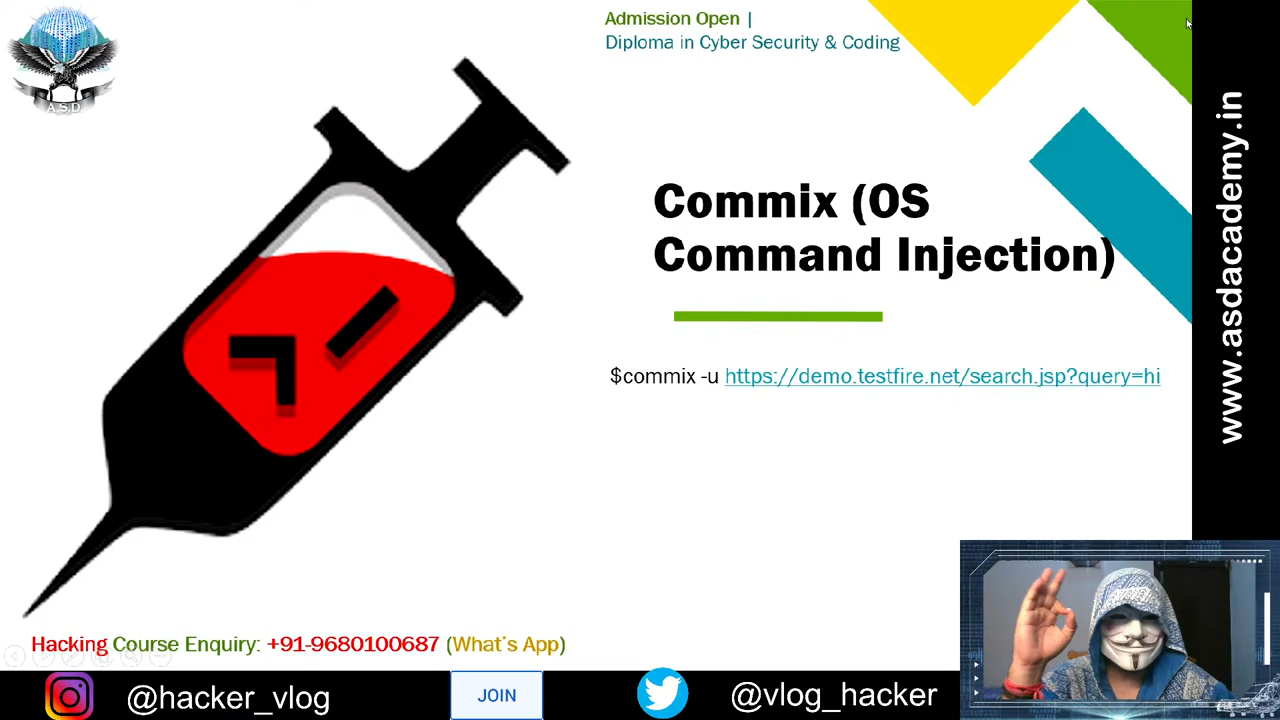 Admission Open |
Diploma in Cyber Security & Coding
A.S.D
Commix (OS
Command Injection)
$commix -u https://demo.testfire.net/search.jsp?query=hi
www.asdacademy.in
Hacking Course Enquiry: +91-9680100687 (What's App)
@hacker_vlog
JOIN
@vlog_hacker